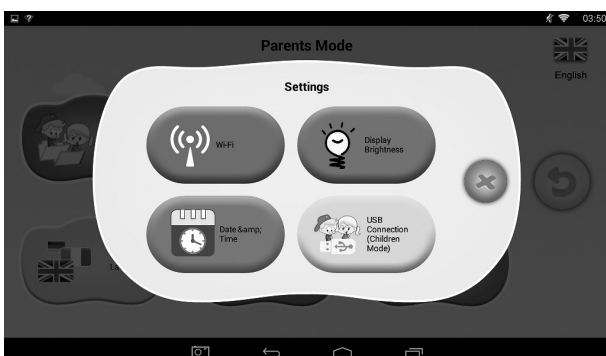 03:50
Parents Mode
English
Settings
Wi-Fi
Display
Brightness
Date &amp;
Time
USB
Connection
(Children
Mode)